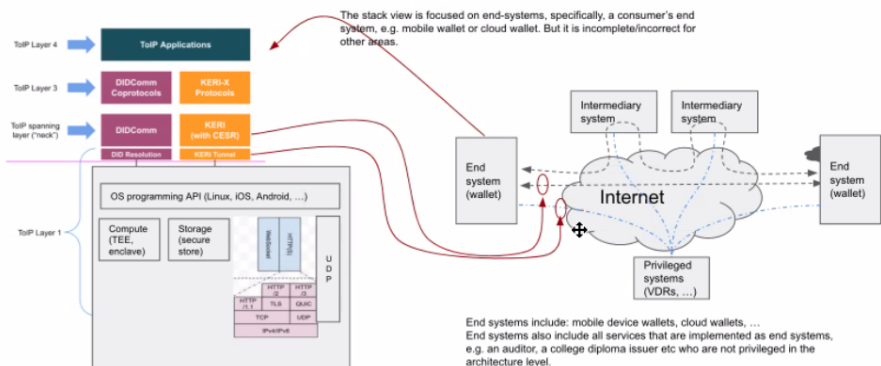 The stack view is focused on end-systems, specifically, a consumer's end
system, e.g. mobile wallet or cloud wallet. But it is incomplete/incorrect for
other areas.
ToIP Layer 4
ToIP Applications
ToIP Layer 3
DIDComm
Coprotocols
KERI-X
Protocols
ToIP spanning
layer ("neck")
DIDComm
KERI
(with CESR)
DID Resolution
KERI Tunnel
ToIP Layer 1
OS programming API (Linux, iOS, Android, …)
Compute
(TEE,
enclave)
Storage
(secure
store)
WebSocket
HTTP(S)
UDP
HTTP
/1.1
HTTP
/2
HTTP
/3
TLS
QUIC
TCP
UDP
IPv4/IPv6
Intermediary
system
Intermediary
system
End
system
(wallet)
Internet
End
system
(wallet)
Privileged
systems
(VDRs, …)
End systems include: mobile device wallets, cloud wallets, …
End systems also include all services that are implemented as end systems,
e.g. an auditor, a college diploma issuer etc who are not privileged in the
architecture level.